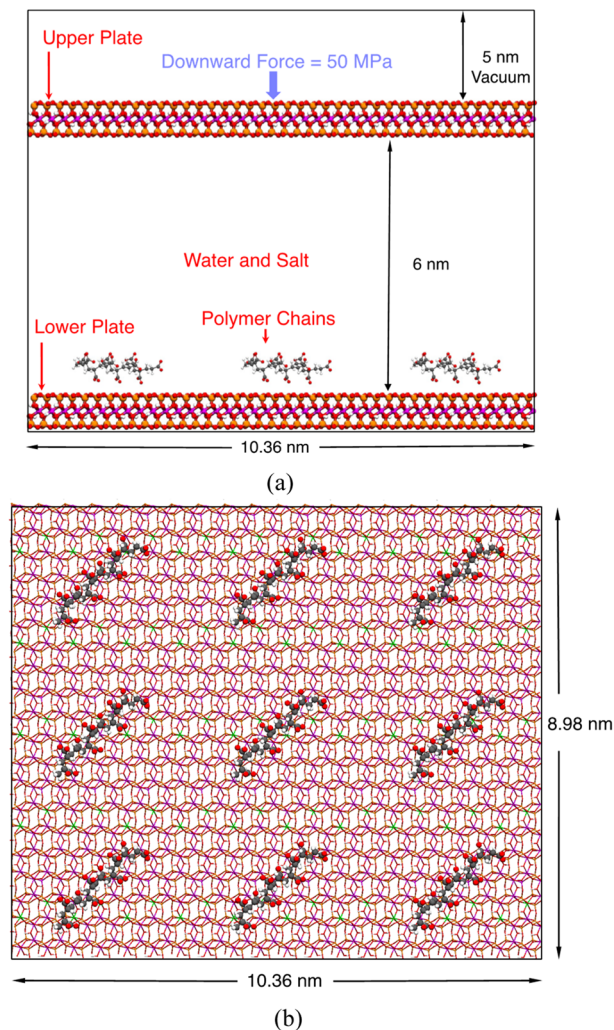 Upper Plate
Downward Force = 50 MPa
5 nm
Vacuum
Water and Salt
6 nm
Lower Plate
Polymer Chains
10.36 nm
(a)
8.98 nm
10.36 nm
(b)